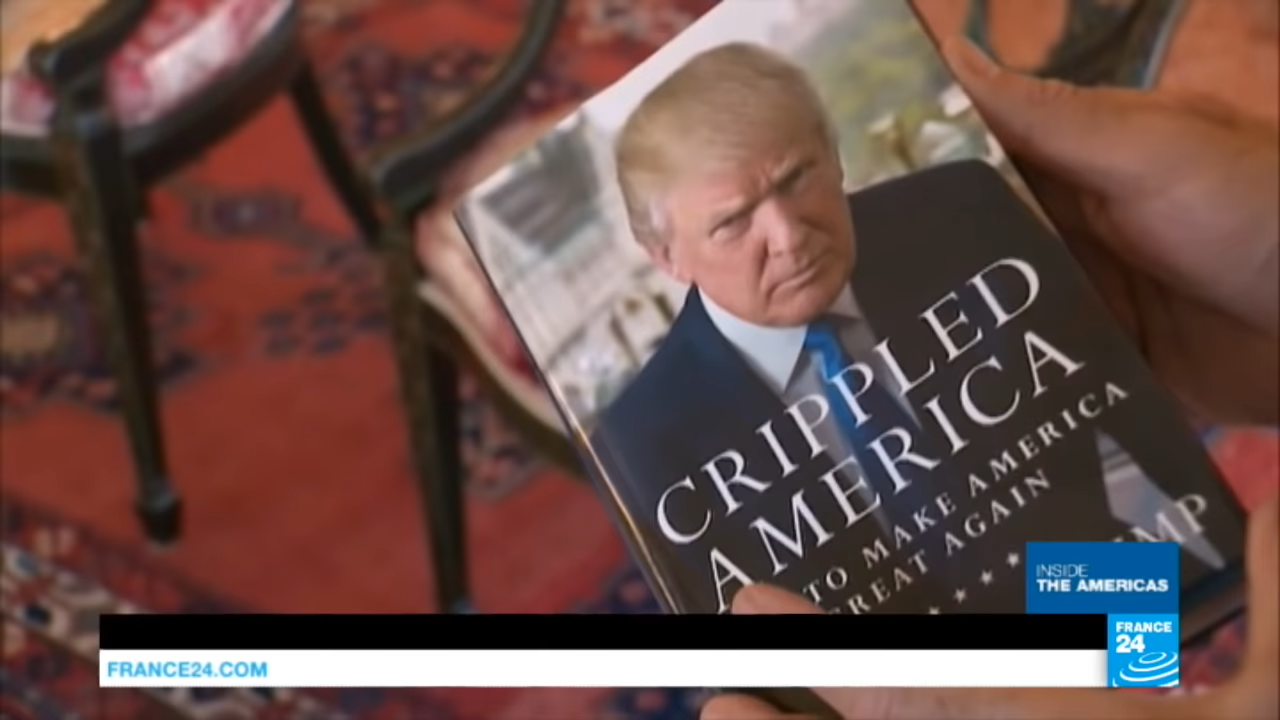 CRIPPLED
AMERICA
TO MAKE AMERICA
GREAT AGAIN
INSIDE
THE AMERICAS
FRANCE
24
FRANCE24.COM